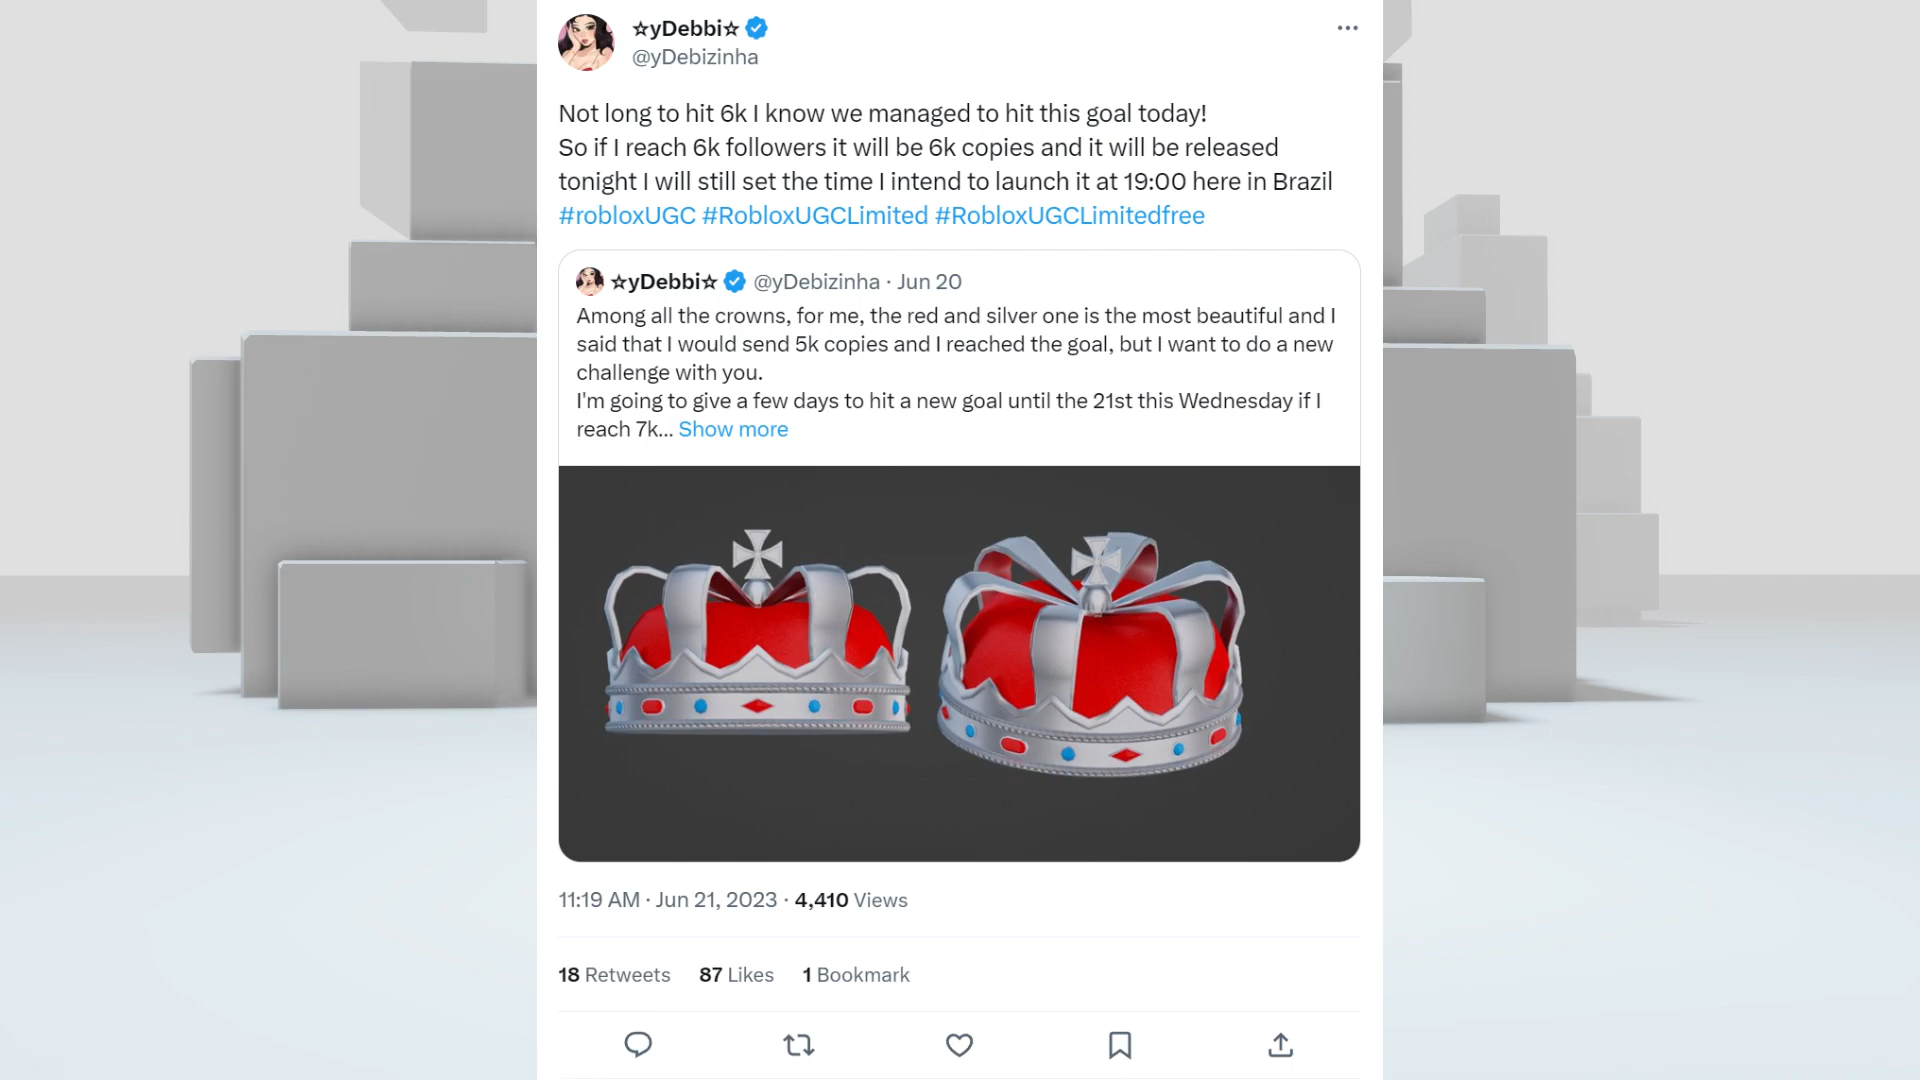 ☆yDebbi☆
@yDebizinha
Not long to hit 6k I know we managed to hit this goal today!
So if I reach 6k followers it will be 6k copies and it will be released
tonight I will still set the time I intend to launch it at 19:00 here in Brazil
#robloxUGC #RobloxUGCLimited #RobloxUGCLimitedfree
☆yDebbi☆ @yDebizinha · Jun 20
Among all the crowns, for me, the red and silver one is the most beautiful and I
said that I would send 5k copies and I reached the goal, but I want to do a new
challenge with you.
I'm going to give a few days to hit a new goal until the 21st this Wednesday if I
reach 7k... Show more
11:19 AM · Jun 21, 2023 · 4,410 Views
18 Retweets 87 Likes 1 Bookmark